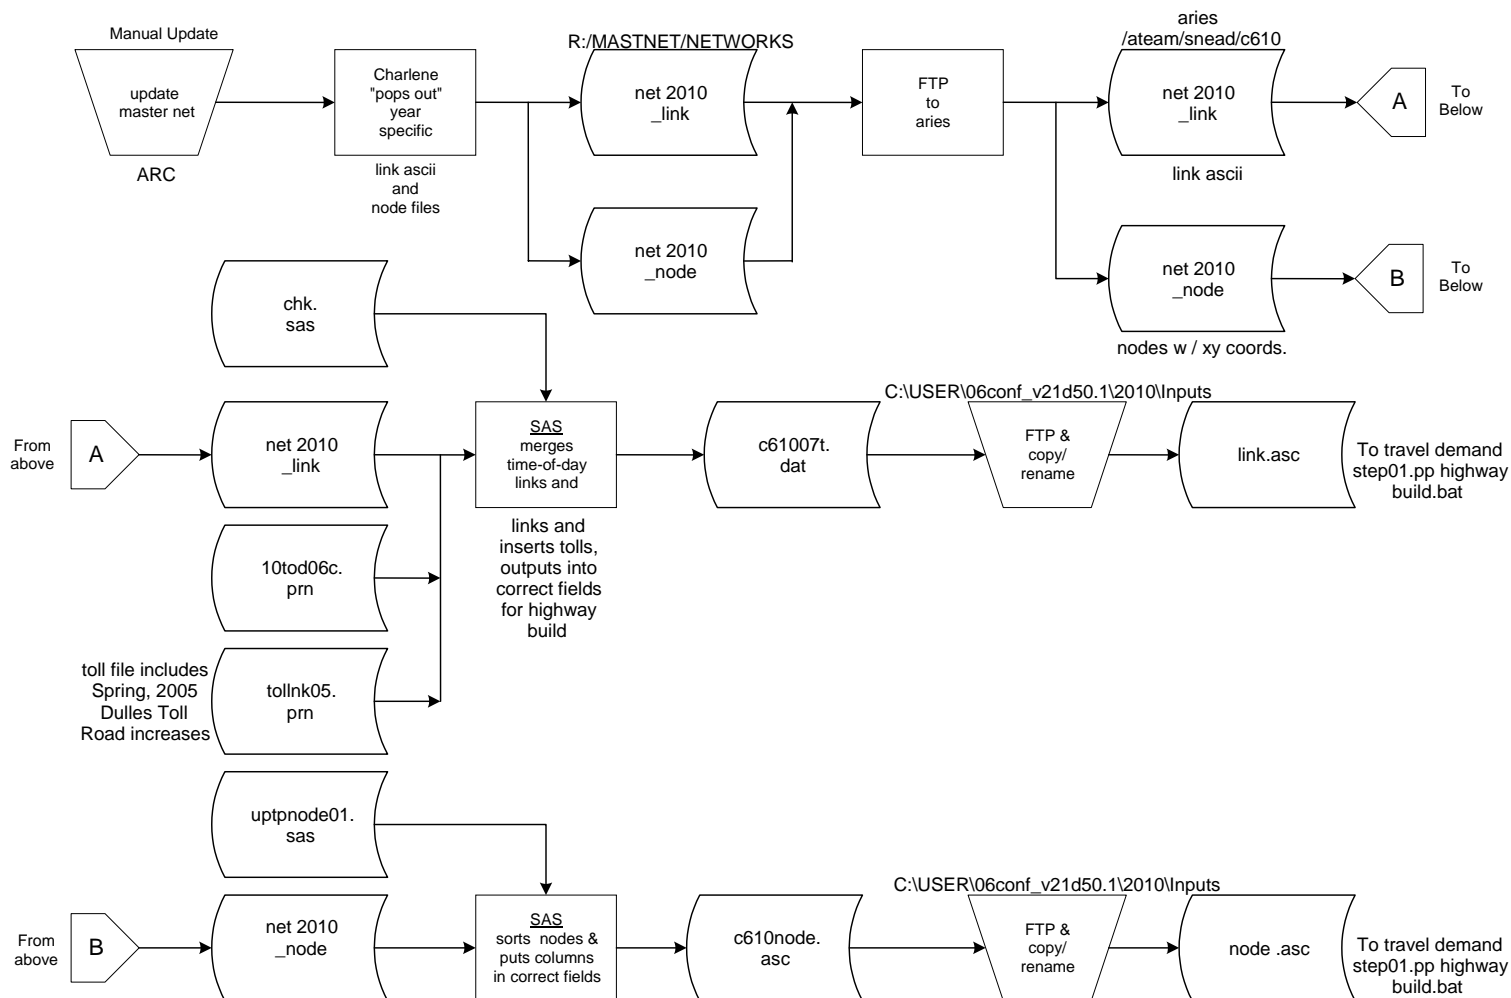 Manual Update
update
master net
ARC
Charlene
"pops out"
year
specific
link ascii
and
node files
R:/MASTNET/NETWORKS
net 2010
_link
net 2010
_node
FTP
to
aries
aries
/ateam/snead/c610
net 2010
_link
link ascii
A
To
Below
net 2010
_node
nodes w / xy coords.
B
To
Below
chk.
sas
From
above
A
net 2010
_link
10tod06c.
prn
toll file includes
Spring, 2005
Dulles Toll
Road increases
tollnk05.
prn
SAS
merges
time-of-day
links and
links and
inserts tolls,
outputs into
correct fields
for highway
build
c61007t.
dat
C:\USER\06conf_v21d50.1\2010\Inputs
FTP &
copy/
rename
link.asc
To travel demand
step01.pp highway
build.bat
uptpnode01.
sas
From
above
B
net 2010
_node
SAS
sorts nodes &
puts columns
in correct fields
c610node.
asc
C:\USER\06conf_v21d50.1\2010\Inputs
FTP &
copy/
rename
node .asc
To travel demand
step01.pp highway
build.bat